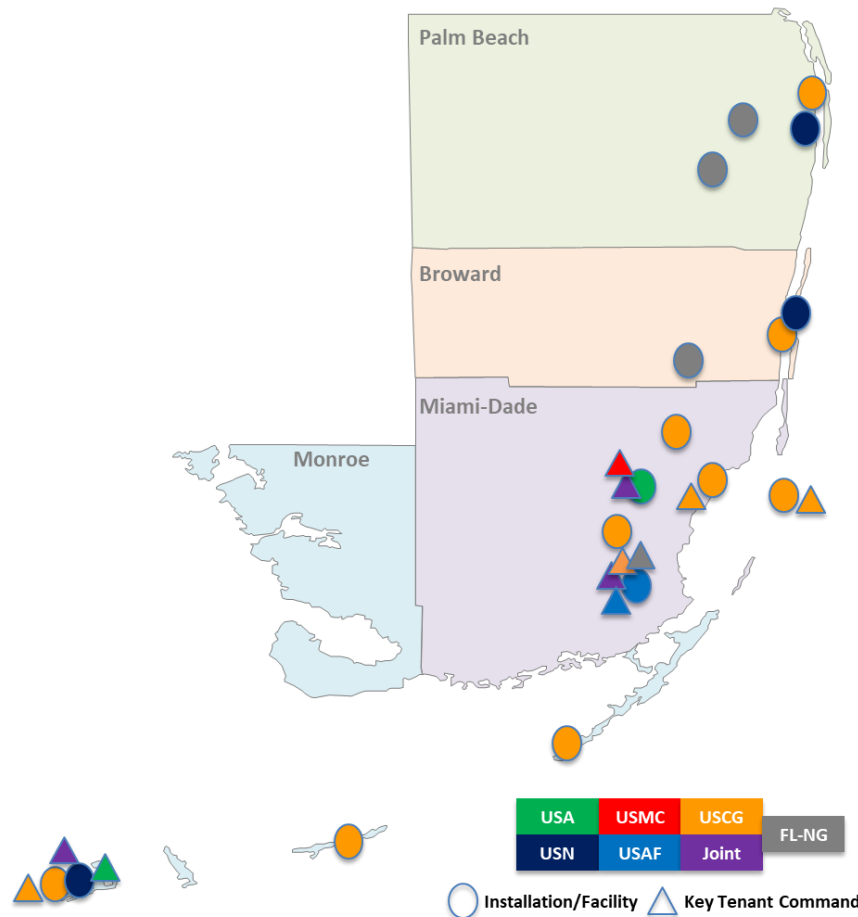 Palm Beach
Broward
Miami-Dade
Monroe
USA USMC USCG
FL-NG
USN USAF Joint
Installation/Facility Key Tenant Command